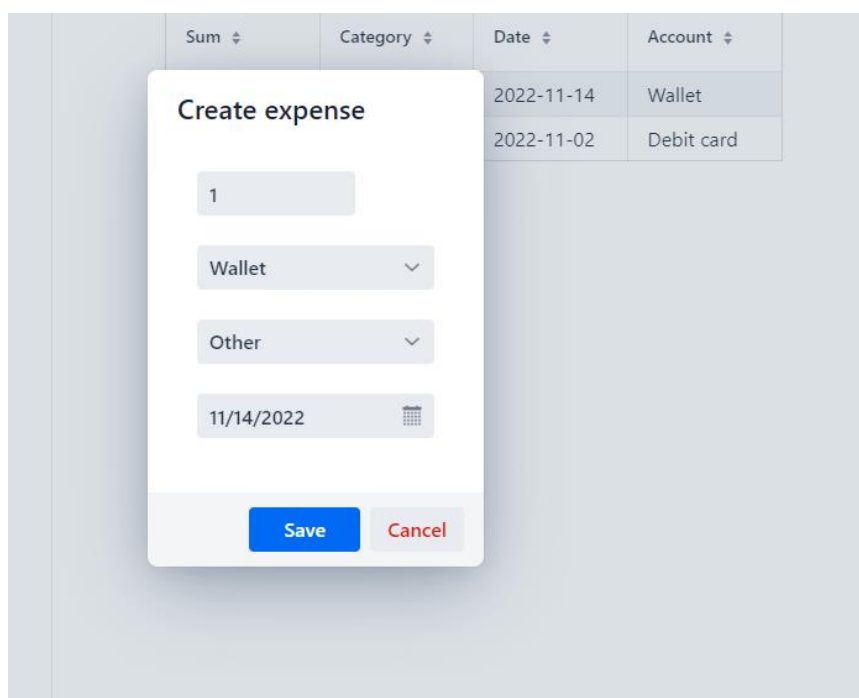 Sum Category Date Account
Create expense
2022-11-14 Wallet
2022-11-02 Debit card
1
Wallet
Other
11/14/2022
Save Cancel